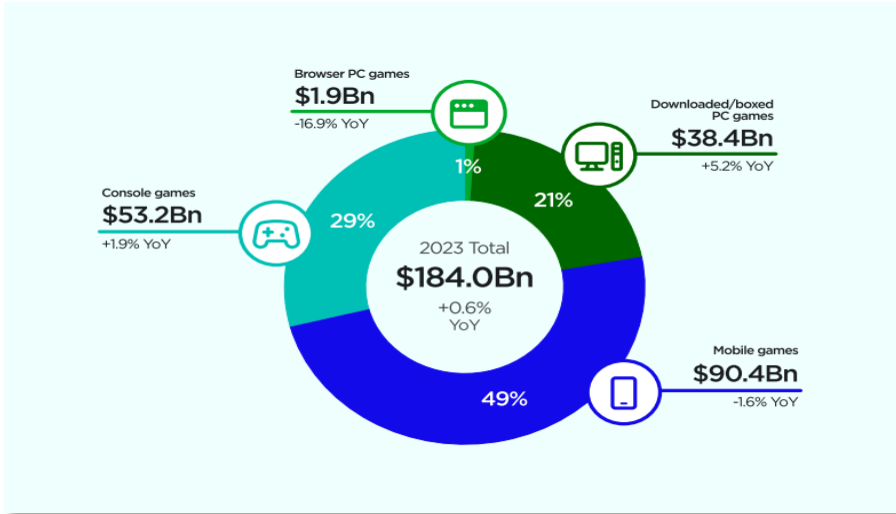 Browser PC games
$1.9Bn
-16.9% YoY
Downloaded/boxed
PC games
$38.4Bn
+5.2% YoY
1%
21%
Console games
$53.2Bn
+1.9% YoY
29%
2023 Total
$184.0Bn
+0.6%
YoY
Mobile games
$90.4Bn
-1.6% YoY
49%